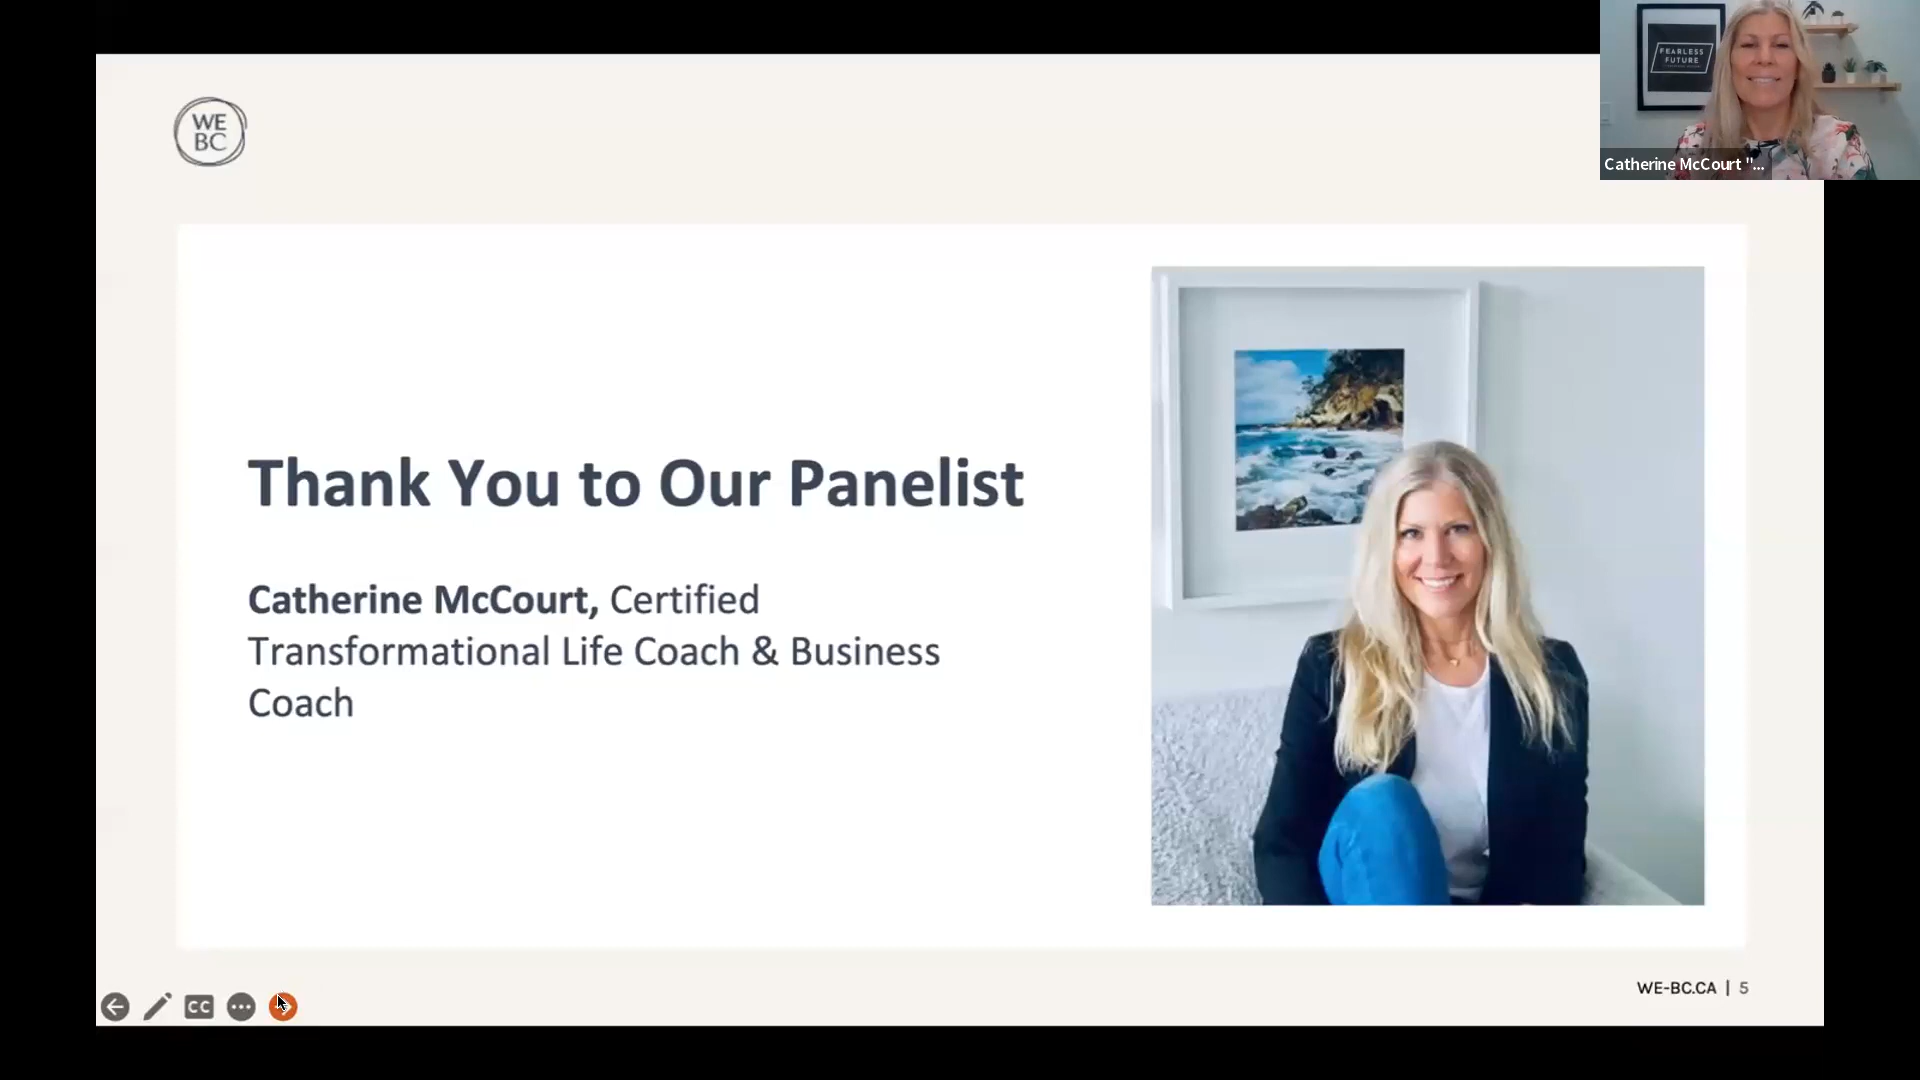 WE
BC
FEARLESS
FUTURE
Catherine McCourt "...
Thank You to Our Panelist
Catherine McCourt, Certified
Transformational Life Coach & Business
Coach
CC
WE-BC.CA | 5